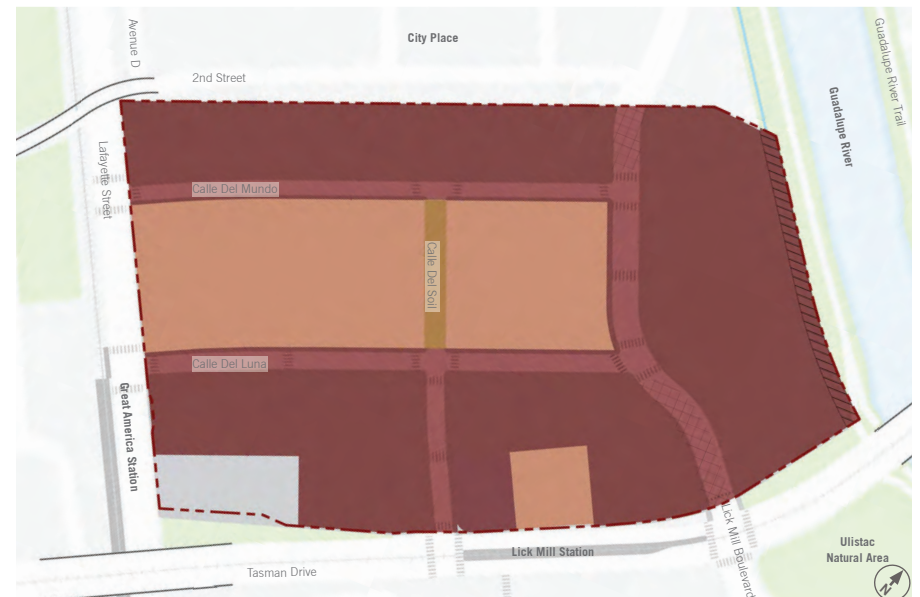 City Place
Avenue D
2nd Street
Guadalupe River Trail
Guadalupe River
Lafayette Street
Calle Del Mundo
Calle Del Soil
Calle Del Luna
Great America Station
Lick Mill Boulevard
Lick Mill Station
Tasman Drive
Ulistac
Natural Area
N